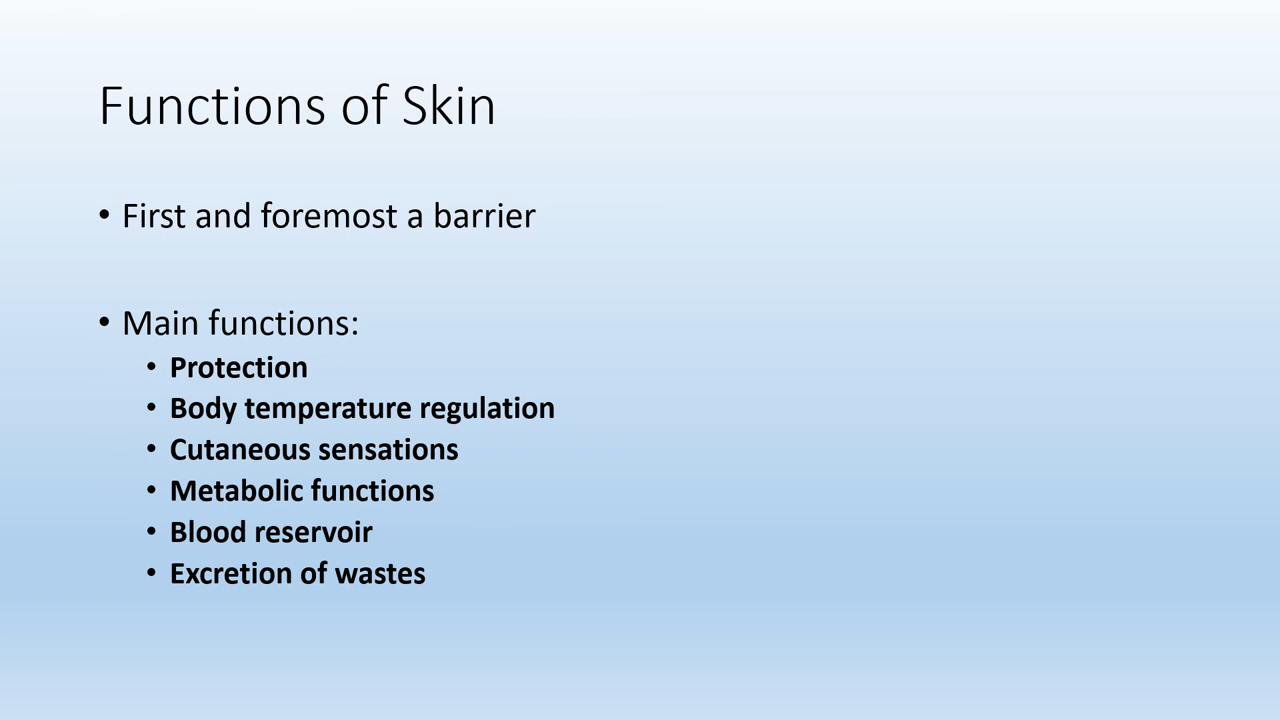 Functions of Skin
• First and foremost a barrier
• Main functions:
• Protection
• Body temperature regulation
• Cutaneous sensations
• Metabolic functions
• Blood reservoir
• Excretion of wastes